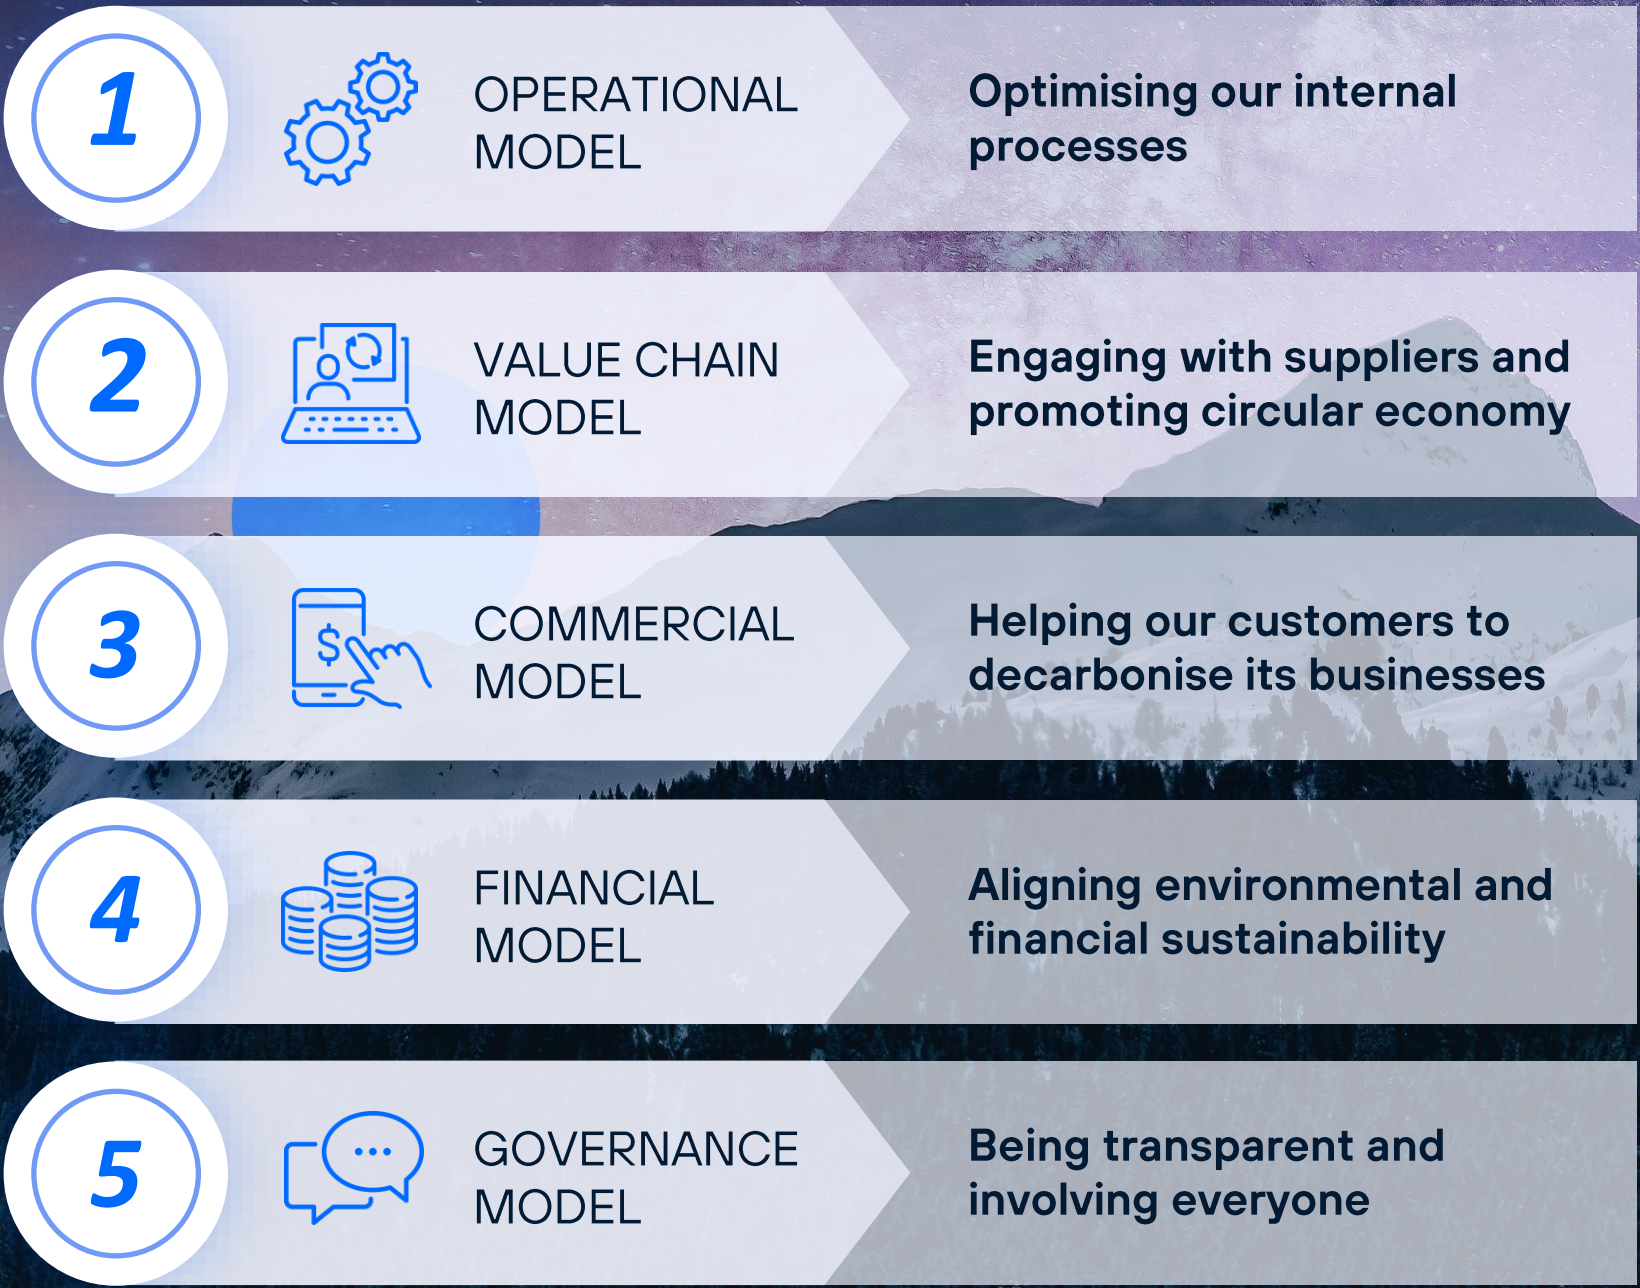 1
OPERATIONAL
MODEL
Optimising our internal
processes
2
VALUE CHAIN
MODEL
Engaging with suppliers and
promoting circular economy
3
$
COMMERCIAL
MODEL
Helping our customers to
decarbonise its businesses
4
FINANCIAL
MODEL
Aligning environmental and
financial sustainability
5
GOVERNANCE
MODEL
Being transparent and
involving everyone